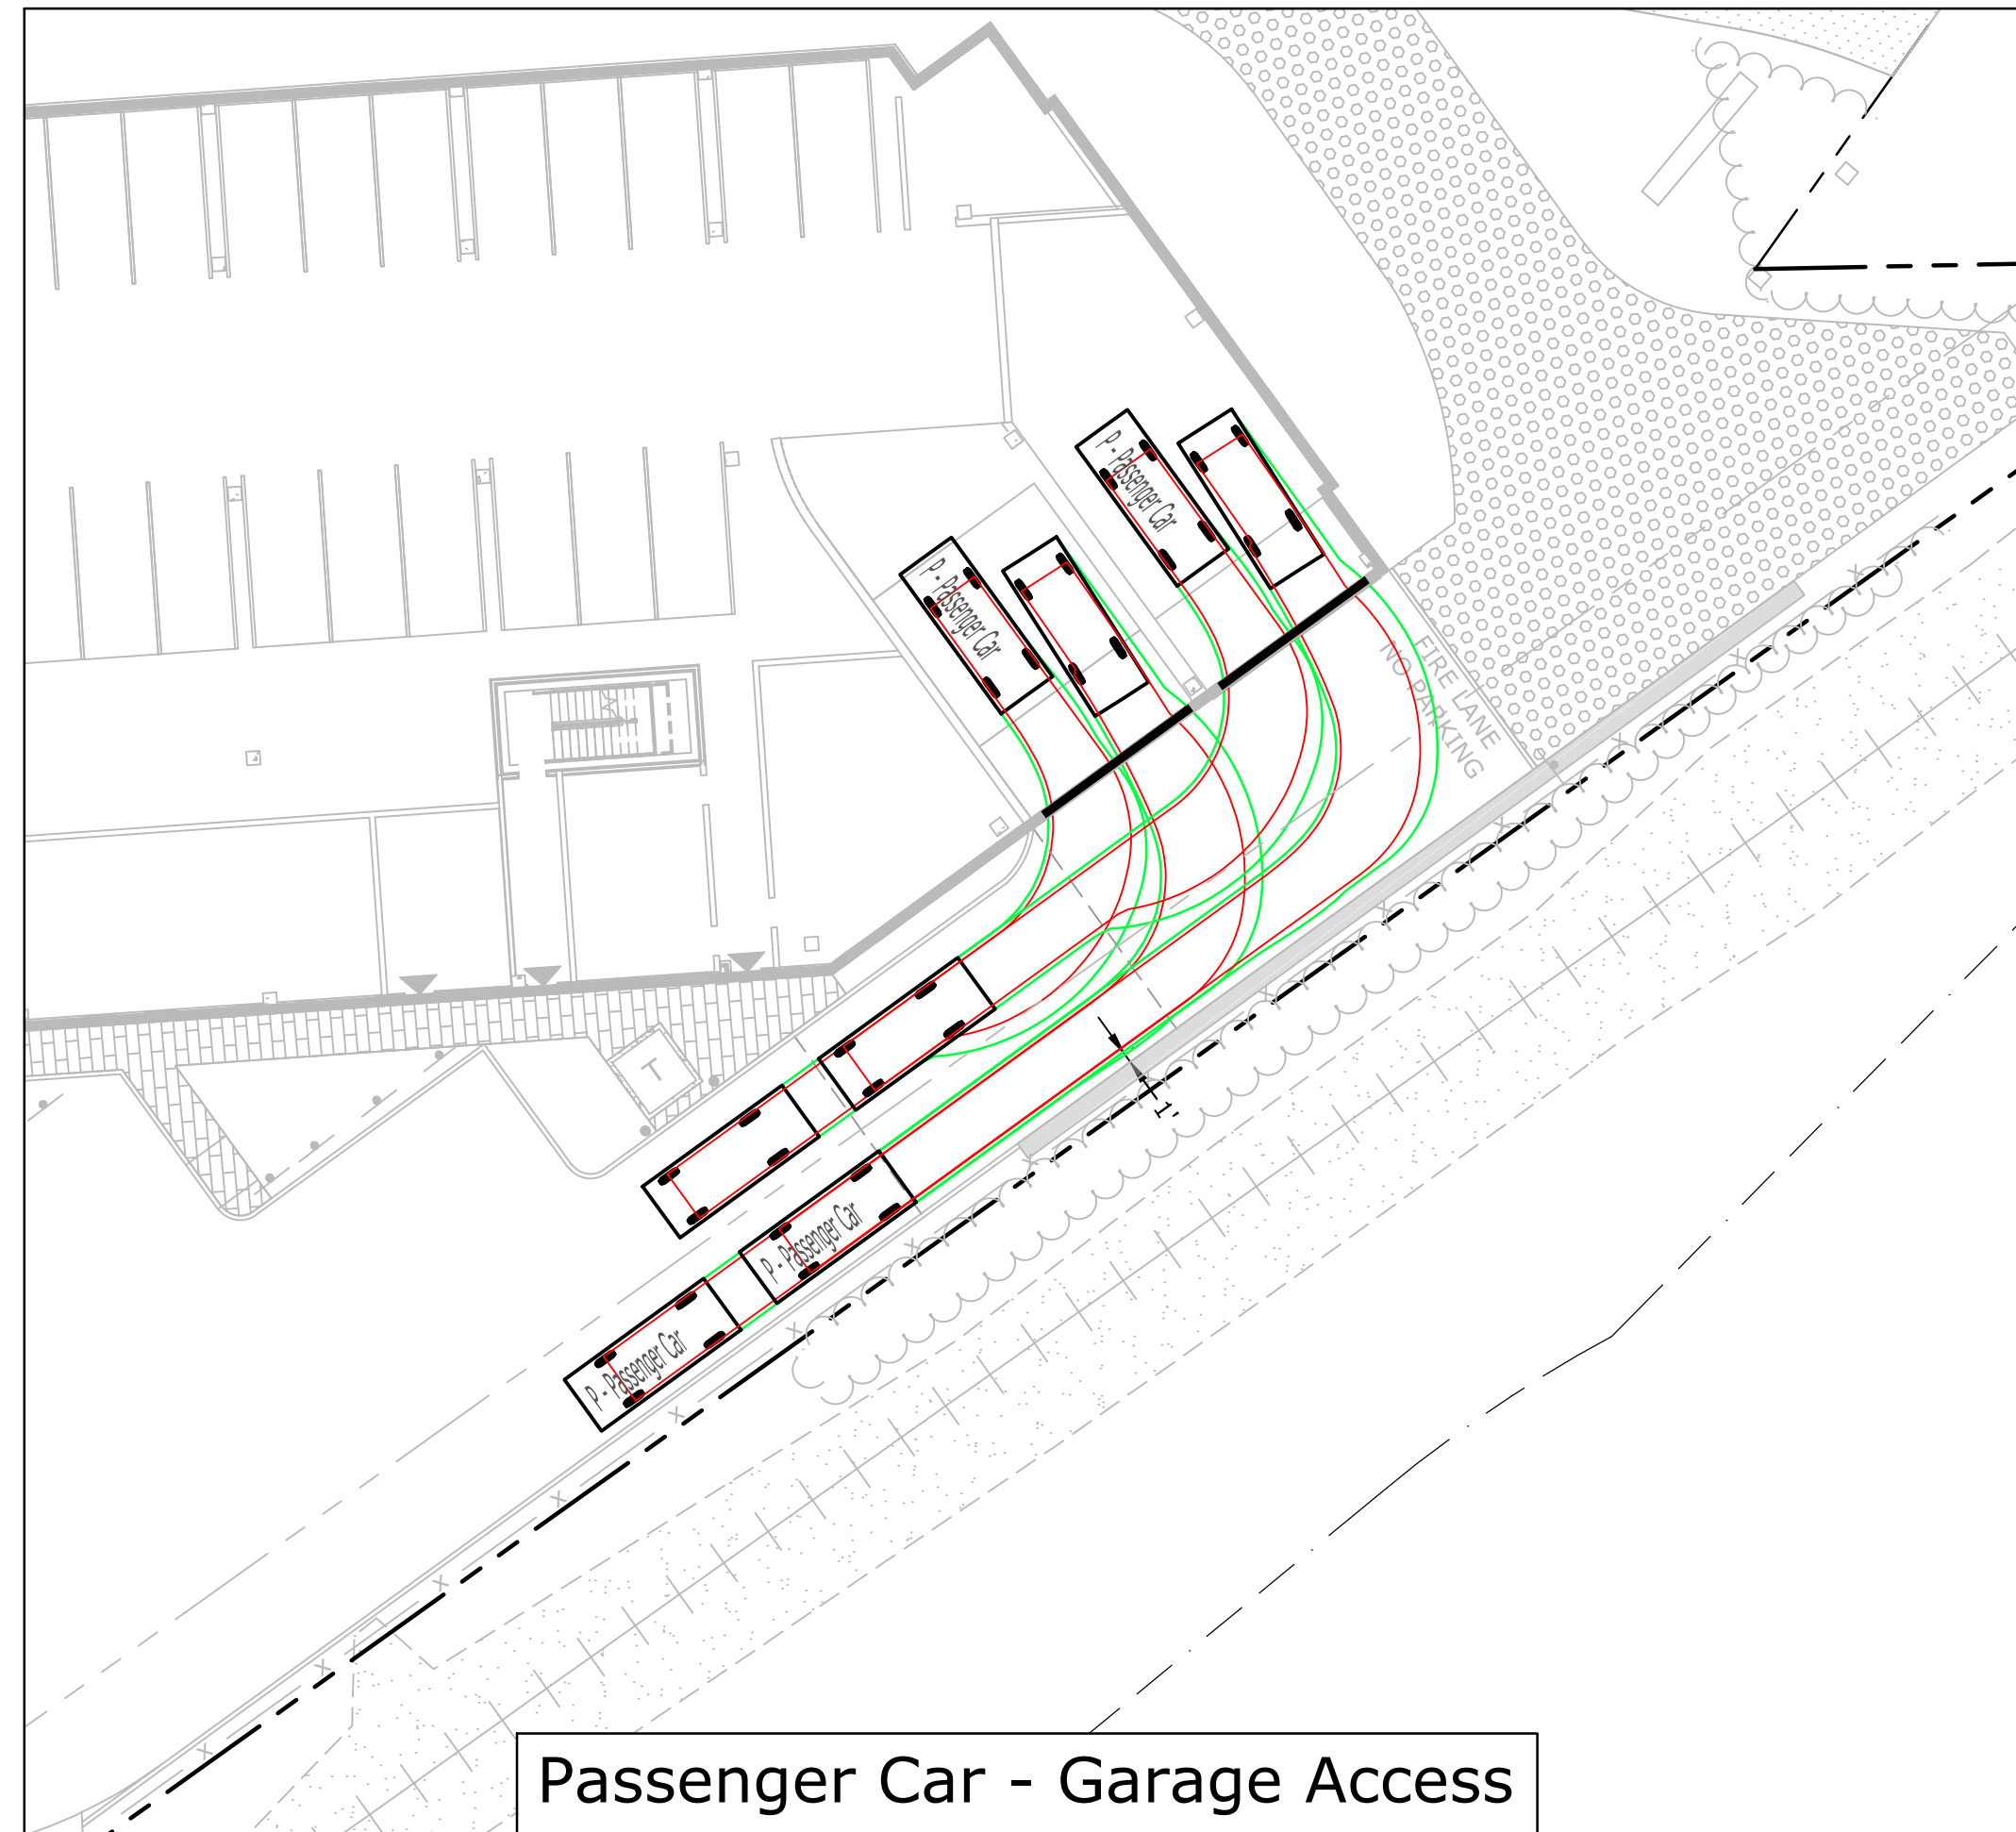 P - Passenger Car
P - Passenger Car
P - Passenger Car
P - Passenger Car
FIRE LANE
NO PARKING
T
1'
Passenger Car - Garage Access